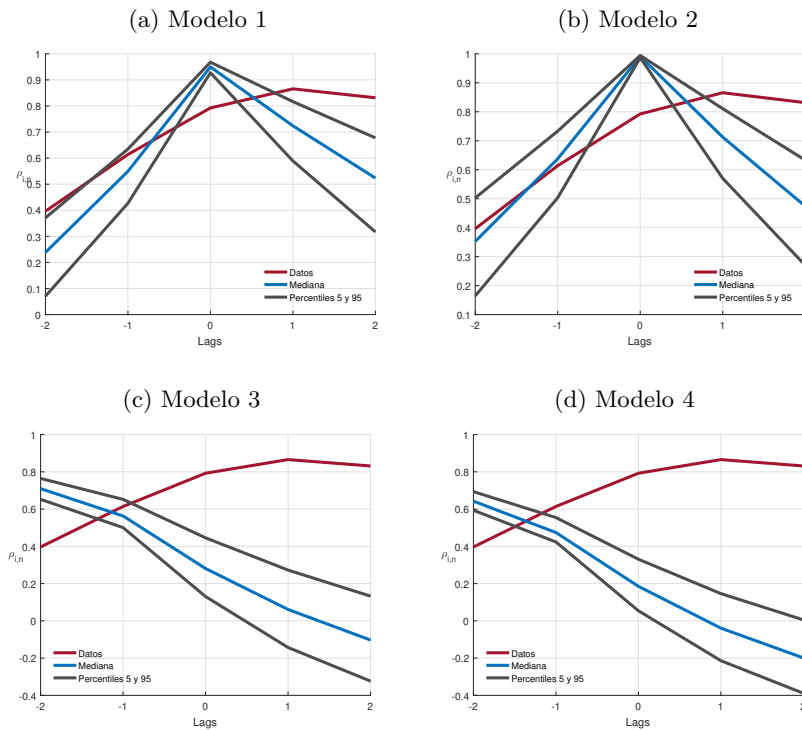 (a) Modelo 1
1
0.9
0.8
0.7
0.6
ρi,n
0.5
0.4
0.3
0.2
0.1
0
-2 -1 0 1 2
Lags
Datos
Mediana
Percentiles 5 y 95
(b) Modelo 2
1
0.9
0.8
0.7
0.6
ρi,n
0.5
0.4
0.3
0.2
0.1
-2 -1 0 1 2
Lags
Datos
Mediana
Percentiles 5 y 95
(c) Modelo 3
1
0.8
0.6
0.4
ρi,n
0.2
0
-0.2
-0.4
-2 -1 0 1 2
Lags
Datos
Mediana
Percentiles 5 y 95
(d) Modelo 4
1
0.8
0.6
0.4
ρi,n
0.2
0
-0.2
-0.4
-2 -1 0 1 2
Lags
Datos
Mediana
Percentiles 5 y 95